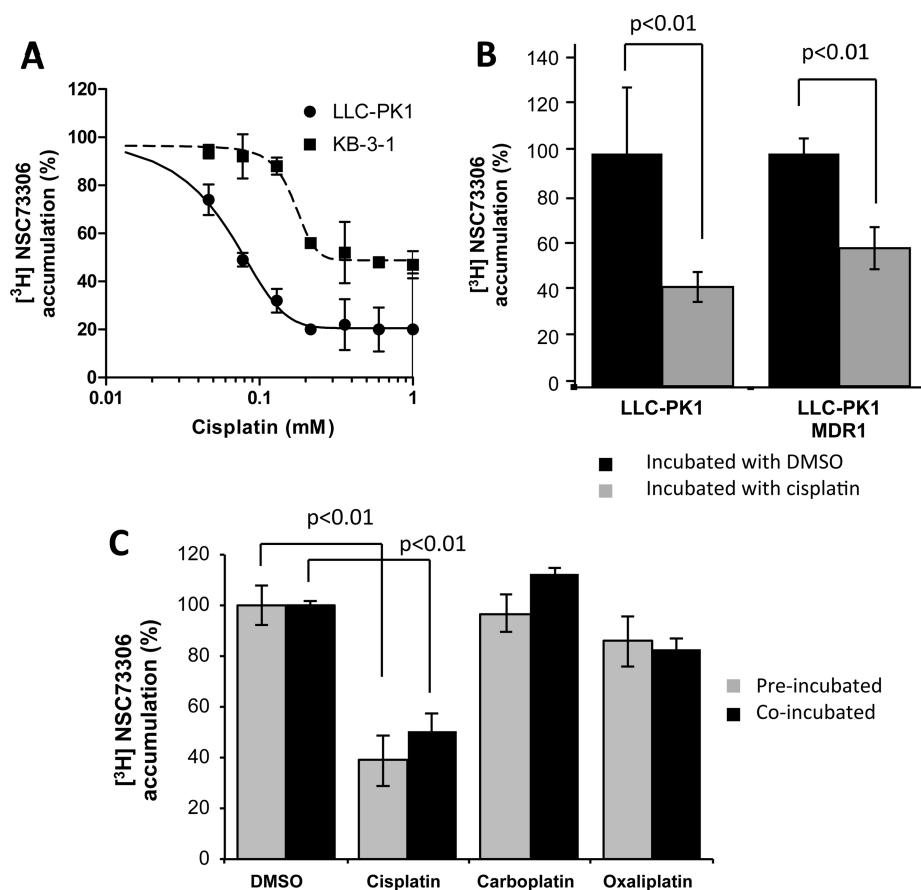 A
[³H] NSC73306
accumulation (%)
120
100
80
60
40
20
0
0.01
0.1
1
Cisplatin (mM)
LLC-PK1
KB-3-1
B
[³H] NSC73306
accumulation (%)
140
120
100
80
60
40
20
0
p<0.01
p<0.01
LLC-PK1
LLC-PK1
MDR1
Incubated with DMSO
Incubated with cisplatin
C
[³H] NSC73306
accumulation (%)
120
100
80
60
40
20
0
p<0.01
p<0.01
DMSO
Cisplatin
Carboplatin
Oxaliplatin
Pre-incubated
Co-incubated